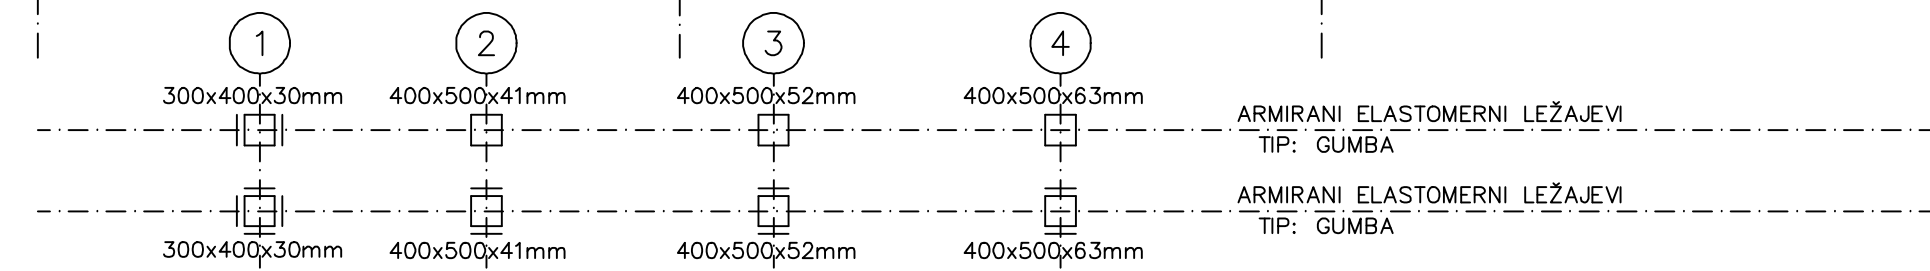 1 2 3 4
300x400x30mm 400x500x41mm 400x500x52mm 400x500x63mm
ARMIRANI ELASTOMERNI LEŽAJEVI
TIP: GUMBA
ARMIRANI ELASTOMERNI LEŽAJEVI
TIP: GUMBA
300x400x30mm 400x500x41mm 400x500x52mm 400x500x63mm